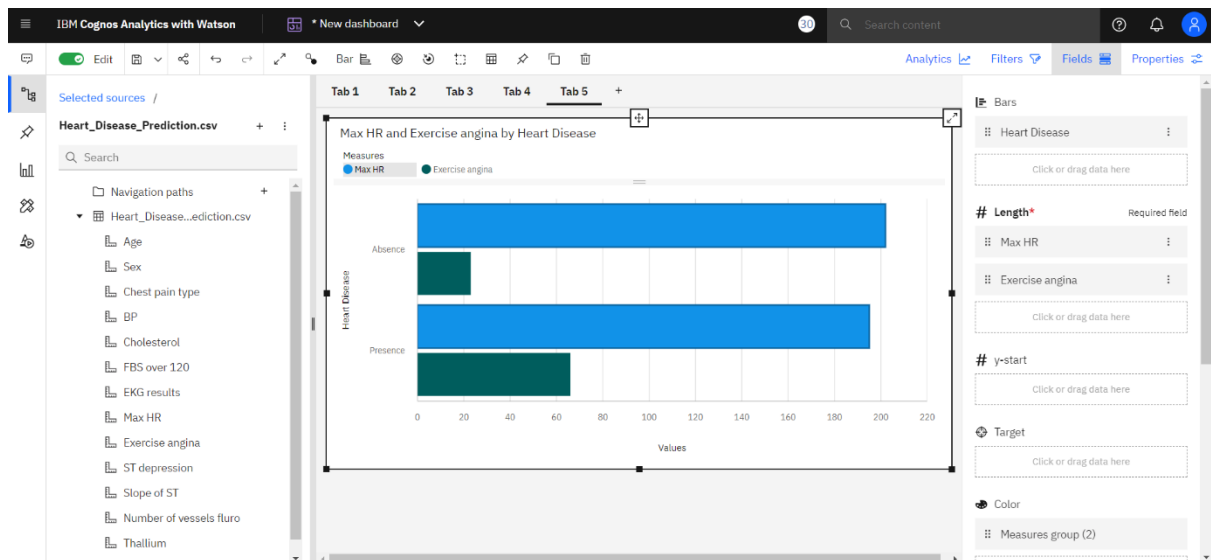 IBM Cognos Analytics with Watson
* New dashboard
30
Search content
Edit
Bar
Analytics
Filters
Fields
Properties
Selected sources /
Heart_Disease_Prediction.csv
Search
Navigation paths
Heart_Disease...ediction.csv
Age
Sex
Chest pain type
BP
Cholesterol
FBS over 120
EKG results
Max HR
Exercise angina
ST depression
Slope of ST
Number of vessels fluro
Thallium
Tab 1 Tab 2 Tab 3 Tab 4 Tab 5 +
Max HR and Exercise angina by Heart Disease
Measures
Max HR Exercise angina
Heart Disease
Absence
Presence
0 20 40 60 80 100 120 140 160 180 200 220
Values
Bars
Heart Disease
Click or drag data here
# Length* Required field
Max HR
Exercise angina
Click or drag data here
# y-start
Click or drag data here
Target
Click or drag data here
Color
Measures group (2)